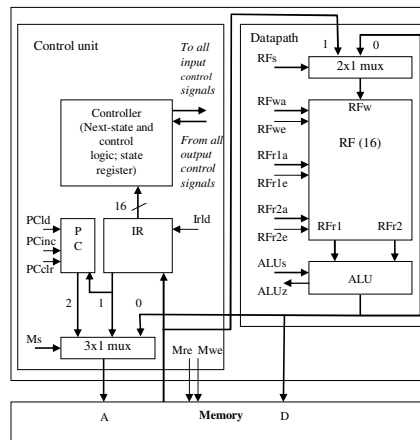 Control unit
To all
input
control
signals
Controller
(Next-state and
control
logic; state
register)
From all
output
control
signals
16
PCld
PCinc
PCclr
P
C
IR
Irld
2
1
0
Ms
3x1 mux
Mre
Mwe
Datapath
1
0
RFs
2x1 mux
RFwa
RFwe
RFw
RF (16)
RFr1a
RFr1e
RFr2a
RFr2e
RFr1
RFr2
ALUs
ALUz
ALU
A
Memory
D